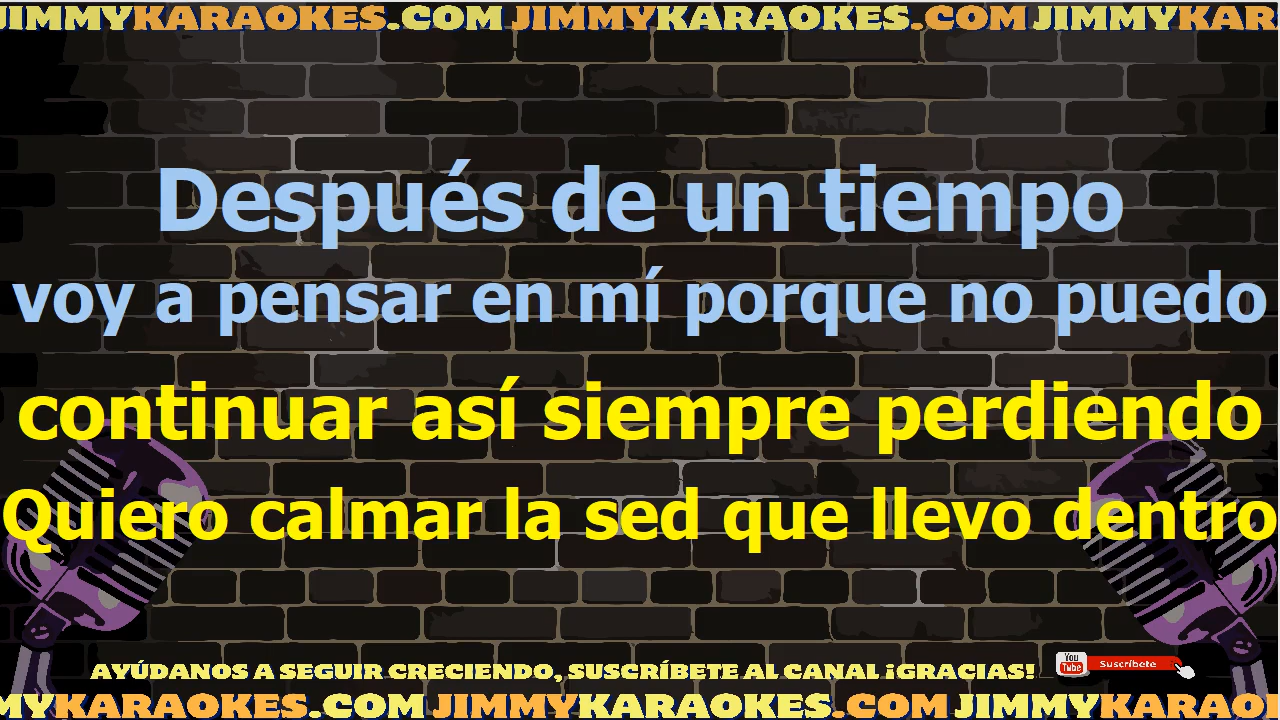 JIMMYKARAOKES.COM JIMMYKARAOKES.COM JIMMYKAR
Después de un tiempo
voy a pensar en mí porque no puedo
continuar así siempre perdiendo
Quiero calmar la sed que llevo dentro
AYÚDANOS A SEGUIR CRECIENDO, SUSCRÍBETE AL CANAL ¡GRACIAS!
You Tube Suscríbete
MYKARAOKES.COM JIMMYKARAOKES.COM JIMMYKARAOK